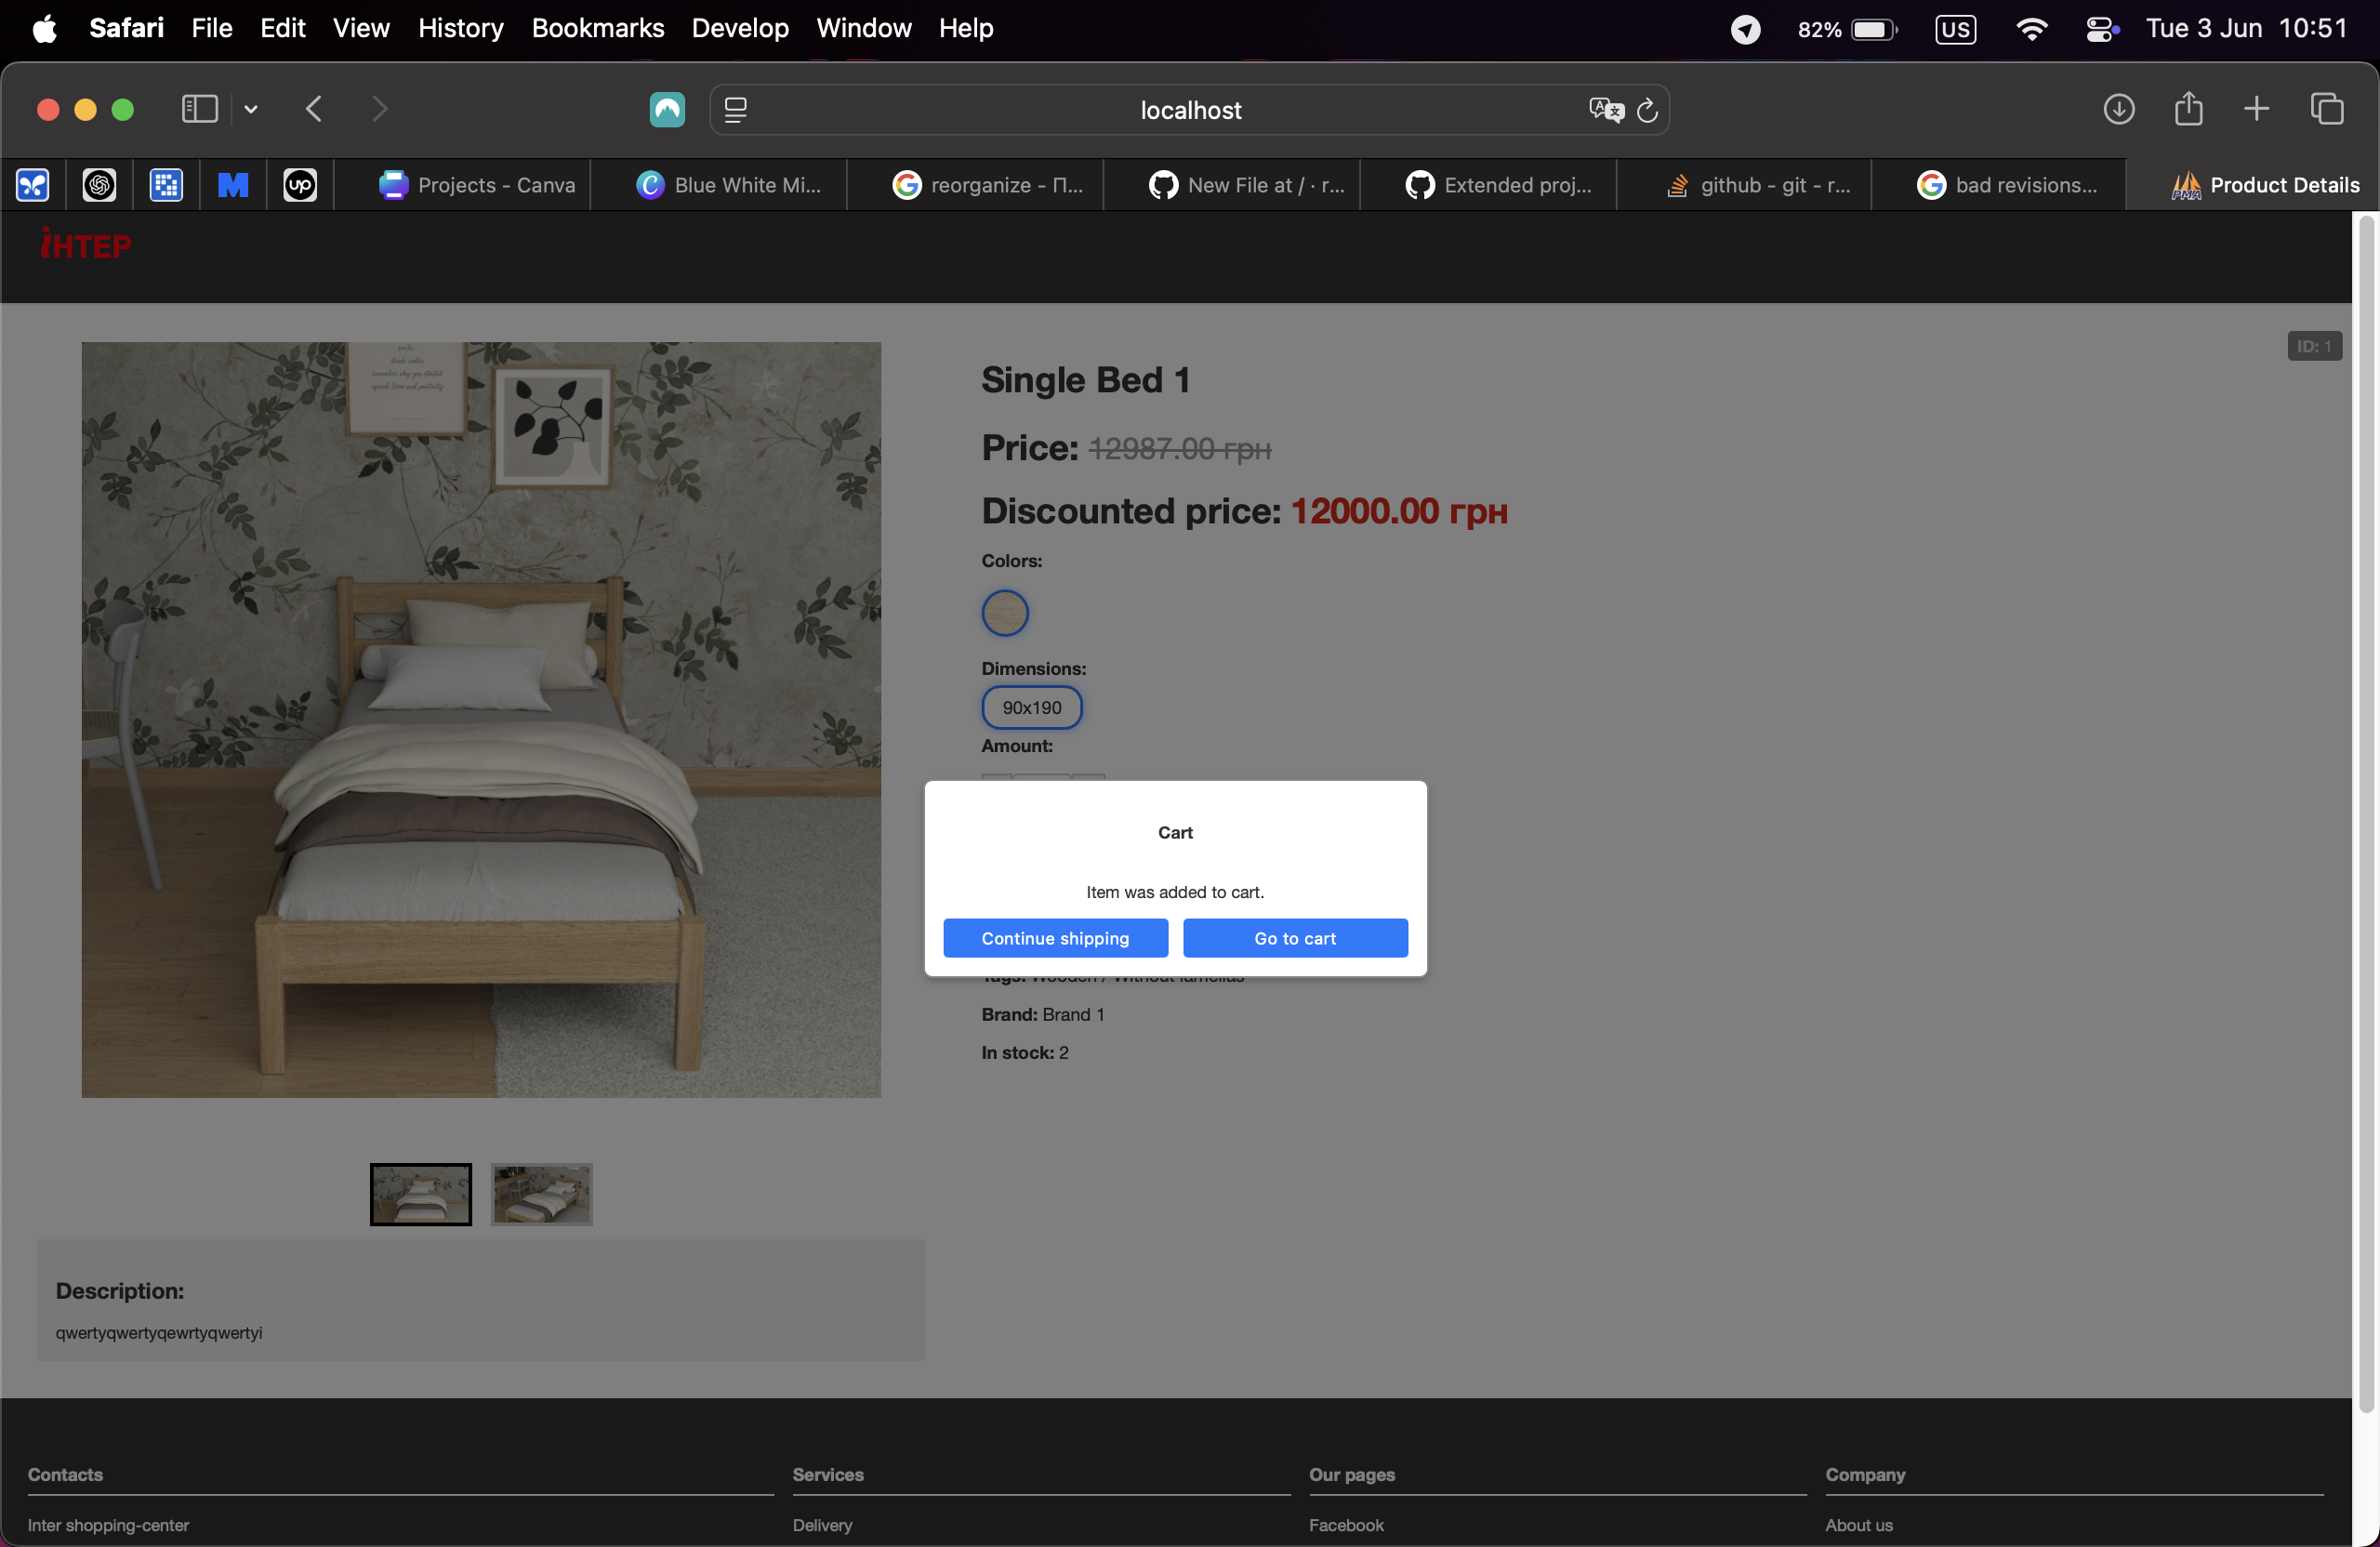 Safari File Edit View History Bookmarks Develop Window Help 82% US Tue 3 Jun 10:51
localhost
up Projects - Canva Blue White Mi... reorganize - П... New File at / · r... Extended proj... github - git - r... bad revisions... PMA Product Details
iНТЕР
ID: 1
Single Bed 1
Price: 12987.00 грн
Discounted price: 12000.00 грн
Colors:
Dimensions:
90x190
Amount:
Cart
Item was added to cart.
Continue shipping Go to cart
Tags: Wooden / Without lamellas
Brand: Brand 1
In stock: 2
Description:
qwertyqwertyqewrtyqwertyi
Contacts Services Our pages Company
Inter shopping-center Delivery Facebook About us